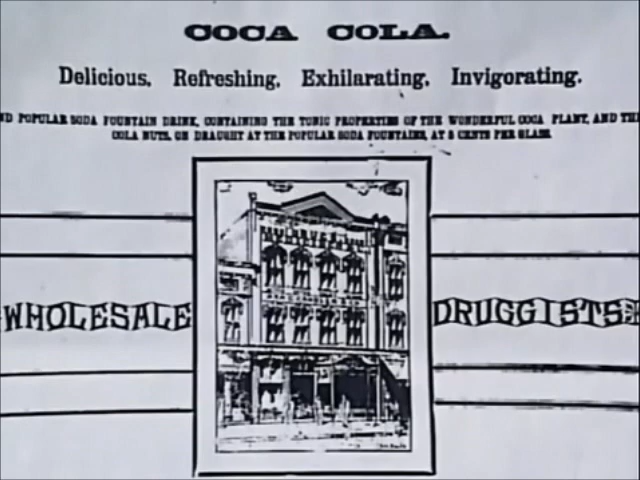 COCA COLA.
Delicious. Refreshing. Exhilarating. Invigorating.
ND POPULAR SODA FOUNTAIN DRINK, CONTAINING THE TONIC PROPERTIES OF THE WONDERFUL COCA PLANT, AND THE
COLA NUTS, ON DRAUGHT AT THE POPULAR SODA FOUNTAINS, AT 5 CENTS PER GLASS.
WHOLESALE DRUGGISTS